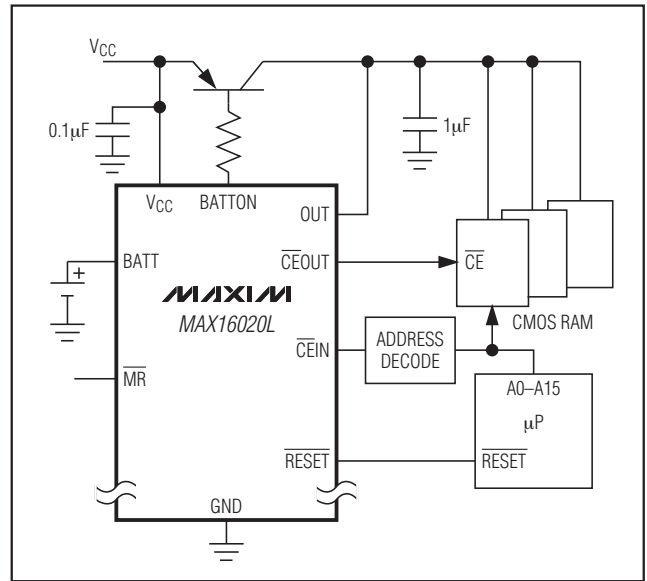 VCC
0.1µF
1µF
VCC
BATTON
OUT
BATT
+
CEOUT
CE
MAXIM
MAX16020L
CMOS RAM
CEIN
ADDRESS
DECODE
MR
A0–A15
µP
RESET
RESET
GND